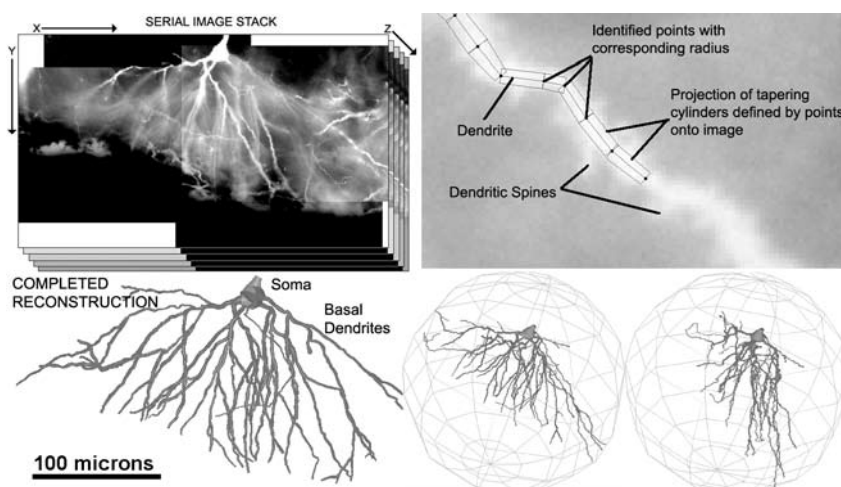 SERIAL IMAGE STACK
X
Y
Z
Identified points with
corresponding radius
Dendrite
Projection of tapering
cylinders defined by points
onto image
Dendritic Spines
COMPLETED
RECONSTRUCTION
Soma
Basal
Dendrites
100 microns